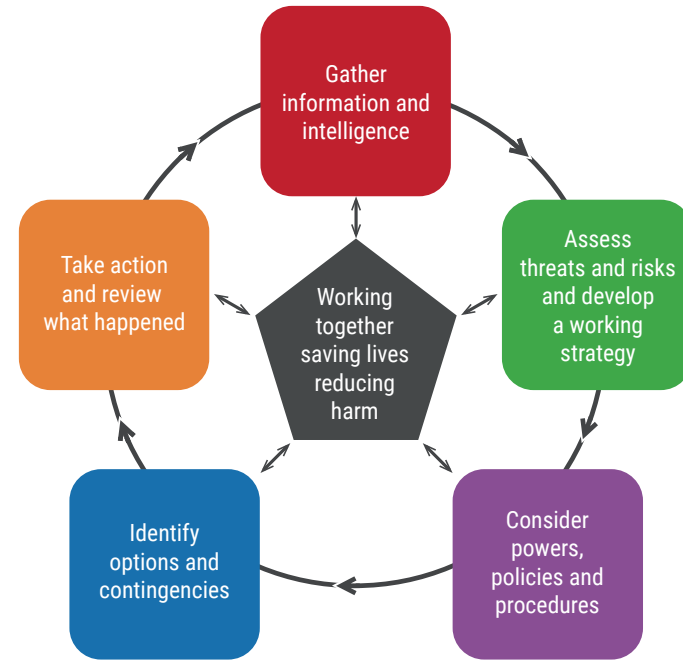 Gather
information and
intelligence
Assess
threats and risks
and develop
a working
strategy
Consider
powers,
policies and
procedures
Identify
options and
contingencies
Take action
and review
what happened
Working
together
saving lives
reducing
harm